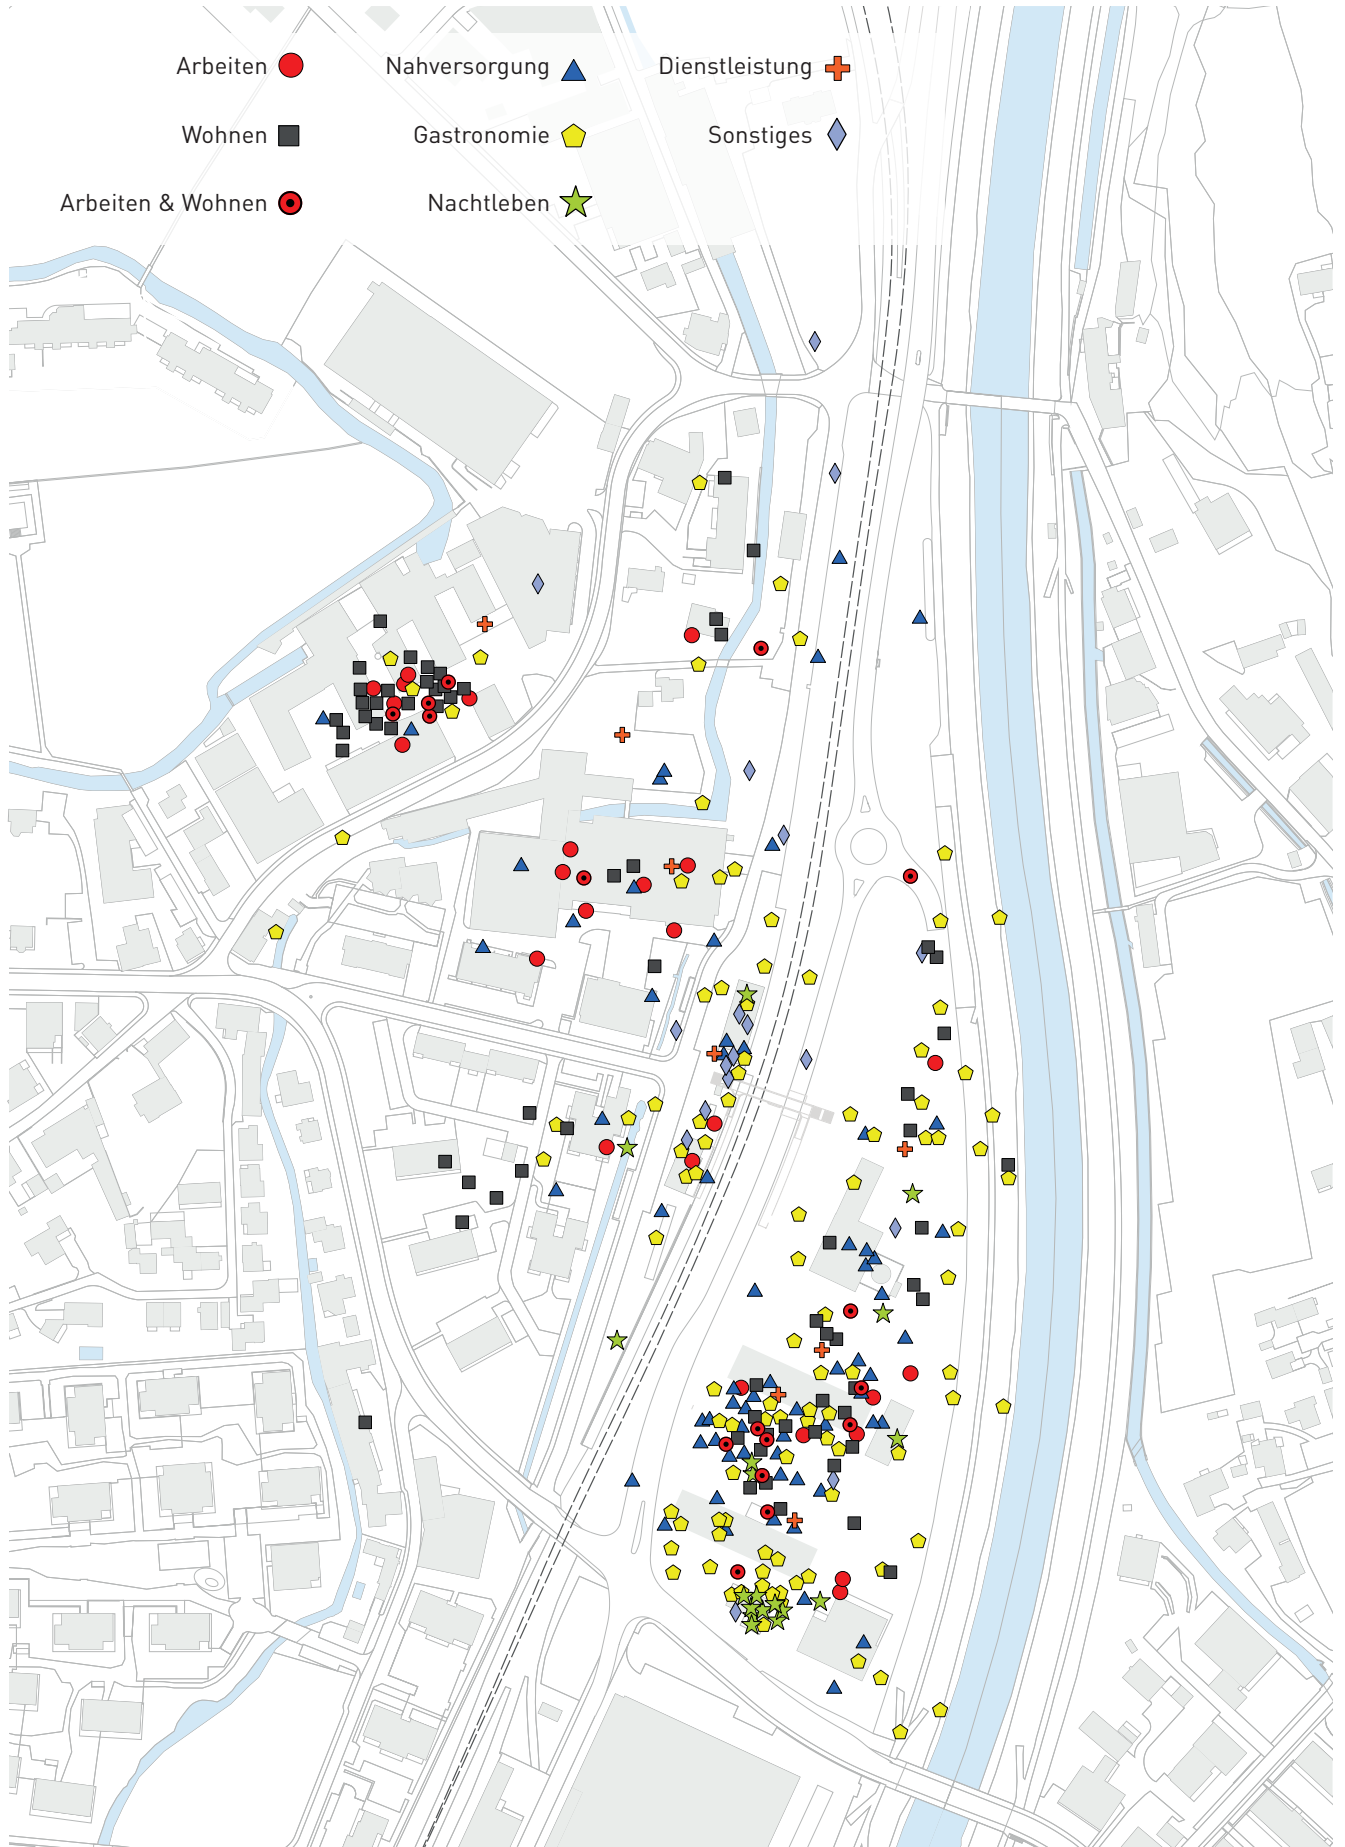 Arbeiten
Nahversorgung
Dienstleistung
Wohnen
Gastronomie
Sonstiges
Arbeiten & Wohnen
Nachtleben